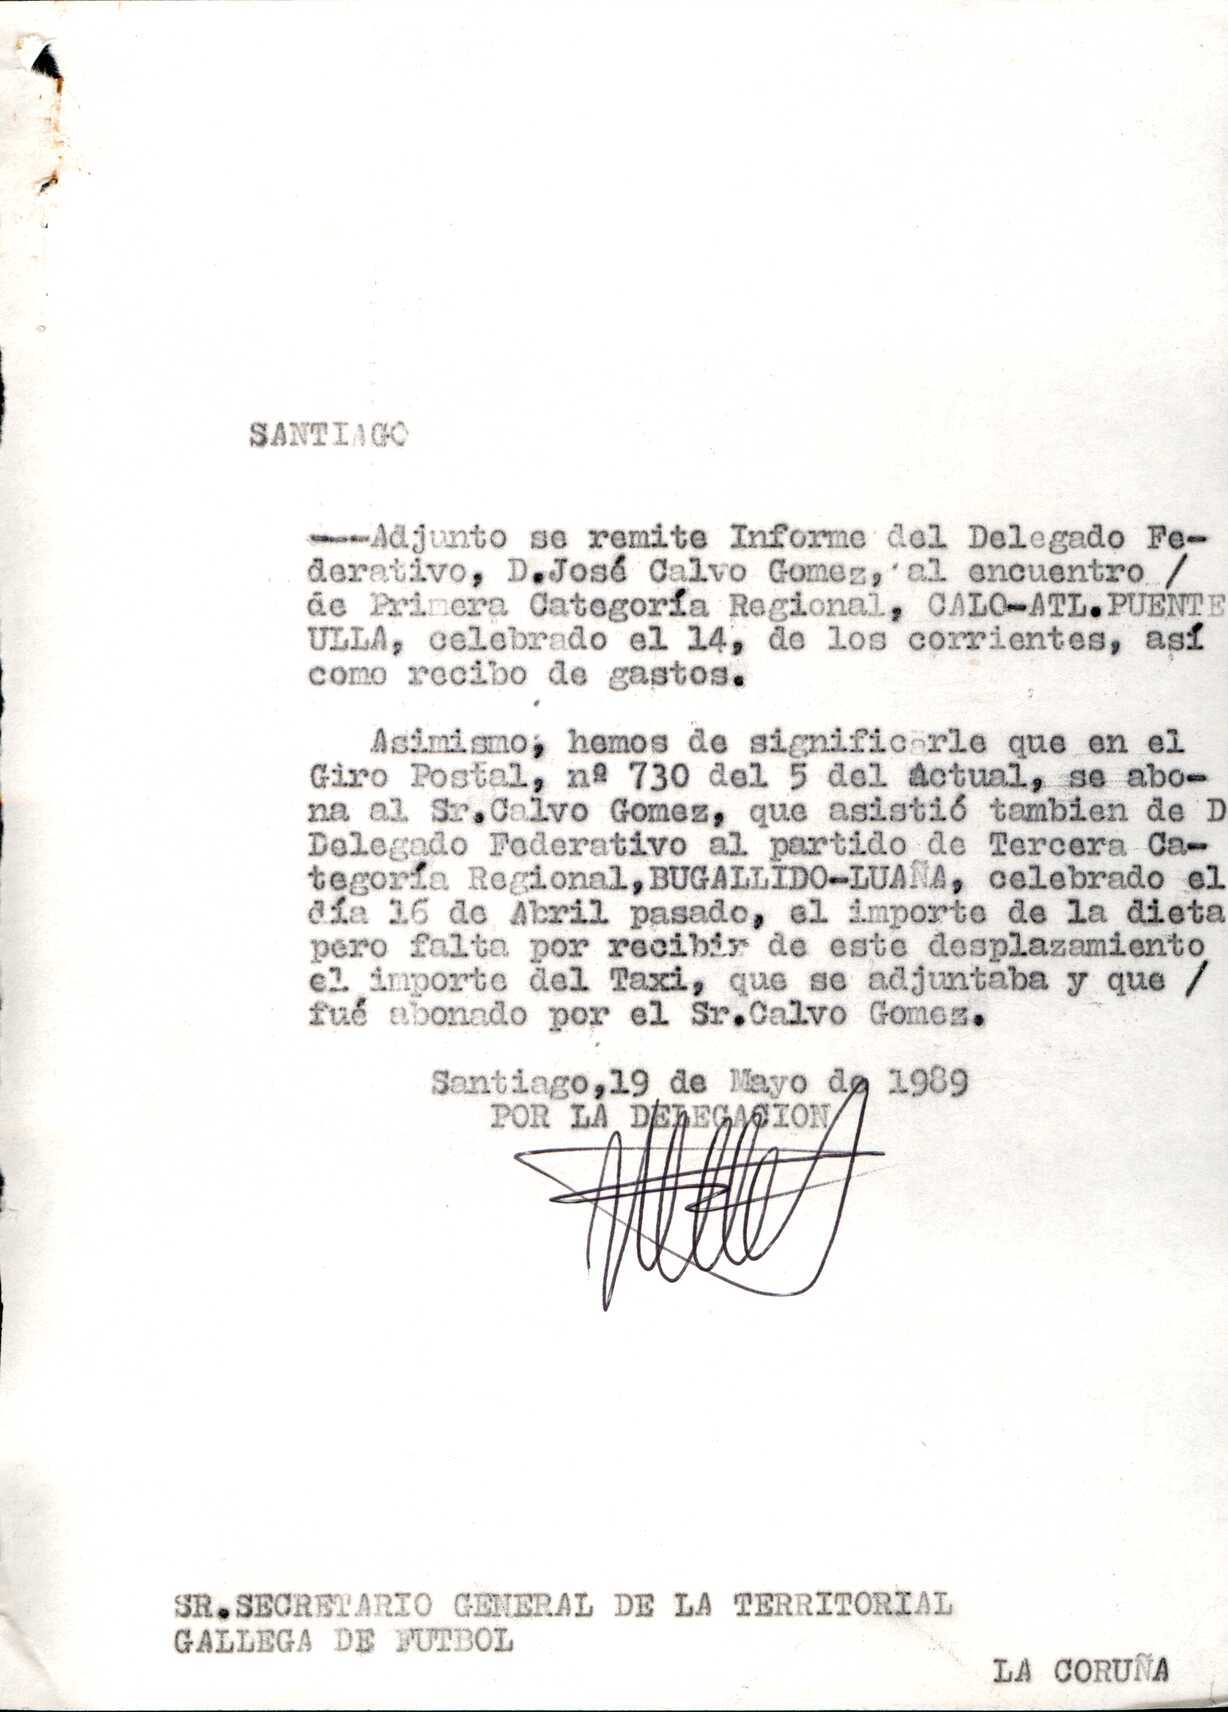 SANTIAGO
----Adjunto se remite Informe del Delegado Fe-
derativo, D.José Calvo Gomez, al encuentro /
de Primera Categoría Regional, CALO-ATL.PUENTE
ULLA, celebrado el 14, de los corrientes, así
como recibo de gastos.
Asimismo, hemos de significarle que en el
Giro Postal, nº 730 del 5 del Actual, se abo-
na al Sr.Calvo Gomez, que asistió tambien de D
Delegado Federativo al partido de Tercera Ca-
tegoría Regional,BUGALLIDO-LUAÑA, celebrado el
día 16 de Abril pasado, el importe de la dieta
pero falta por recibir de este desplazamiento
el importe del Taxi, que se adjuntaba y que /
fué abonado por el Sr.Calvo Gomez.
Santiago,19 de Mayo de 1989
POR LA DELEGACION
SR.SECRETARIO GENERAL DE LA TERRITORIAL
GALLEGA DE FUTBOL
LA CORUÑA